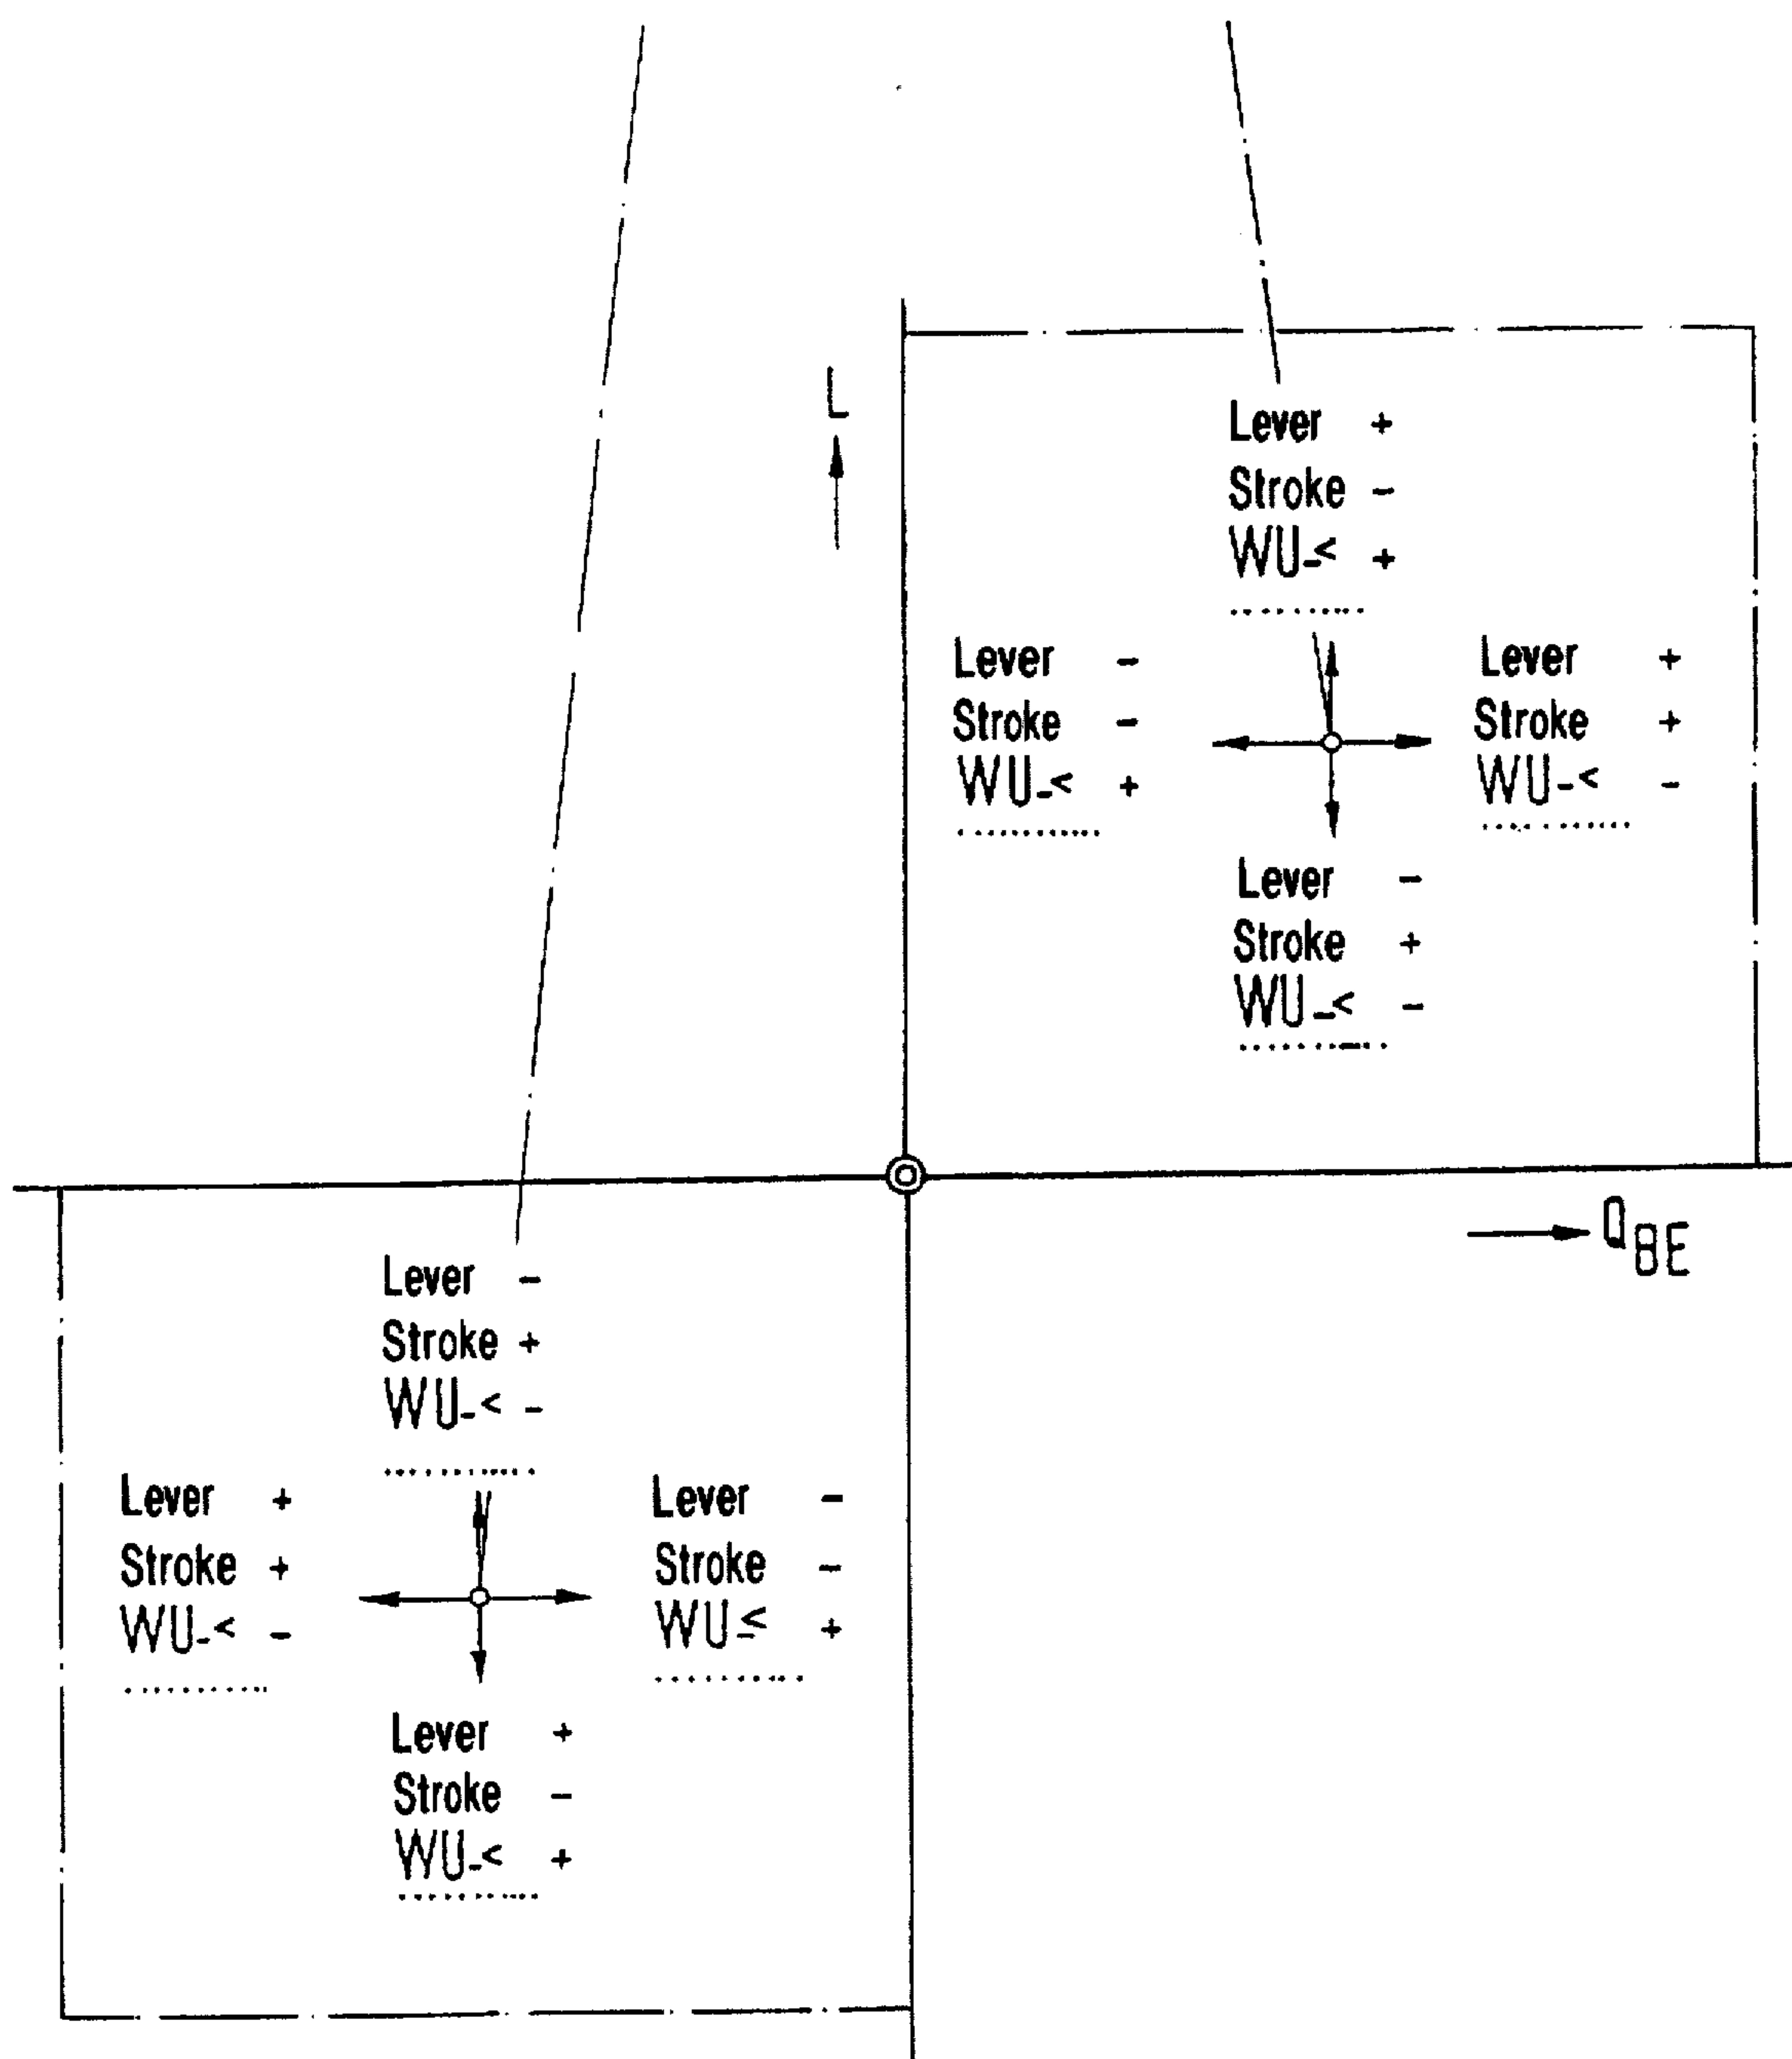 L
Lever +
Stroke -
WU-< +
Lever -
Stroke -
WU-< +
Lever +
Stroke +
WU-< -
Lever -
Stroke +
WU-< -
QBE
Lever -
Stroke +
WU-< -
Lever +
Stroke +
WU-< -
Lever -
Stroke -
WU-< +
Lever +
Stroke -
WU-< +